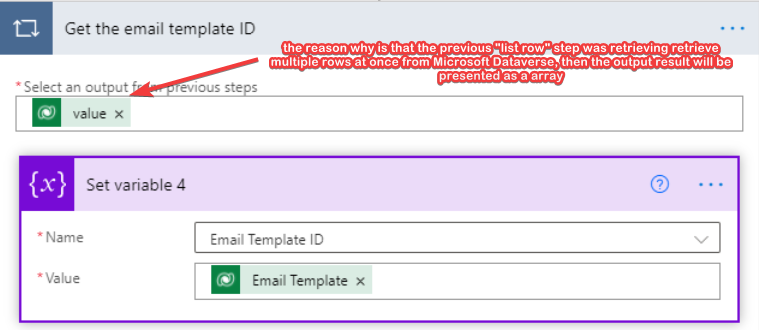 Get the email template ID
the reason why is that the previous "list row" step was retrieving retrieve
multiple rows at once from Microsoft Dataverse, then the output result will be
presented as a array
*Select an output from previous steps
value ×
{x} Set variable 4
*Name
Email Template ID
*Value
Email Template ×